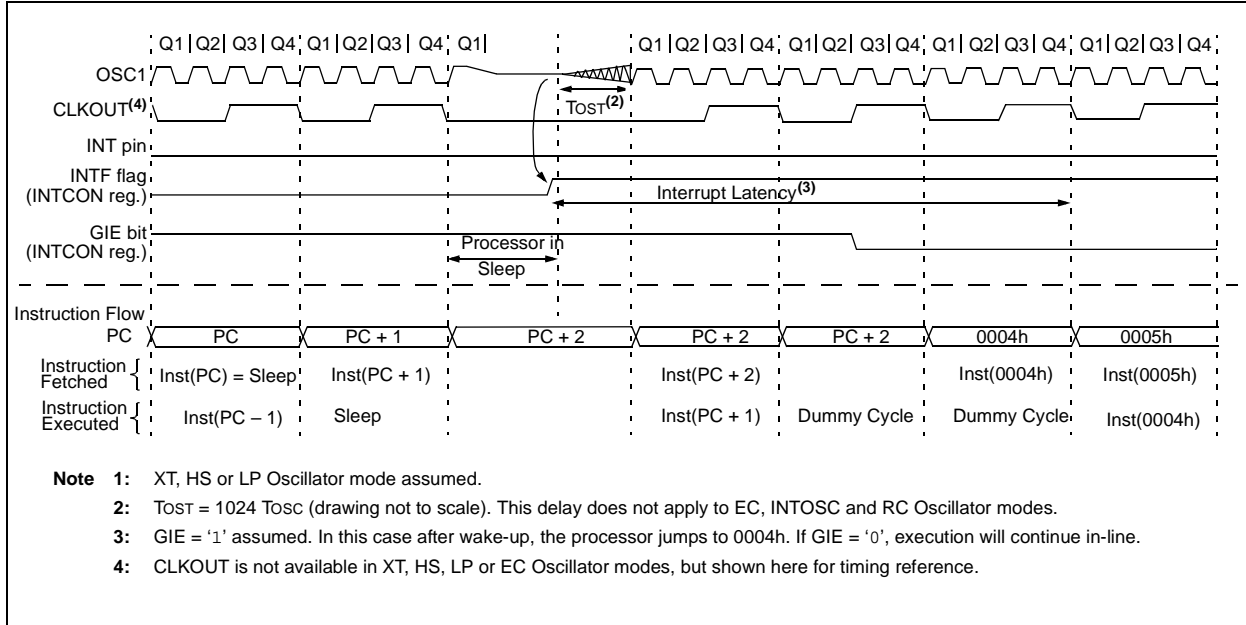 Q1 Q2 Q3 Q4 Q1 Q2 Q3 Q4 Q1 Q1 Q2 Q3 Q4 Q1 Q2 Q3 Q4 Q1 Q2 Q3 Q4 Q1 Q2 Q3 Q4
OSC1
CLKOUT(4)
TOST(2)
INT pin
INTF flag
(INTCON reg.)
Interrupt Latency(3)
GIE bit
(INTCON reg.)
Processor in
Sleep
Instruction Flow
PC PC PC + 1 PC + 2 PC + 2 PC + 2 0004h 0005h
Instruction
Fetched
Inst(PC) = Sleep Inst(PC + 1) Inst(PC + 2) Inst(0004h) Inst(0005h)
Instruction
Executed
Inst(PC – 1) Sleep Inst(PC + 1) Dummy Cycle Dummy Cycle Inst(0004h)
Note 1: XT, HS or LP Oscillator mode assumed.
2: TOST = 1024 TOSC (drawing not to scale). This delay does not apply to EC, INTOSC and RC Oscillator modes.
3: GIE = ‘1’ assumed. In this case after wake-up, the processor jumps to 0004h. If GIE = ‘0’, execution will continue in-line.
4: CLKOUT is not available in XT, HS, LP or EC Oscillator modes, but shown here for timing reference.